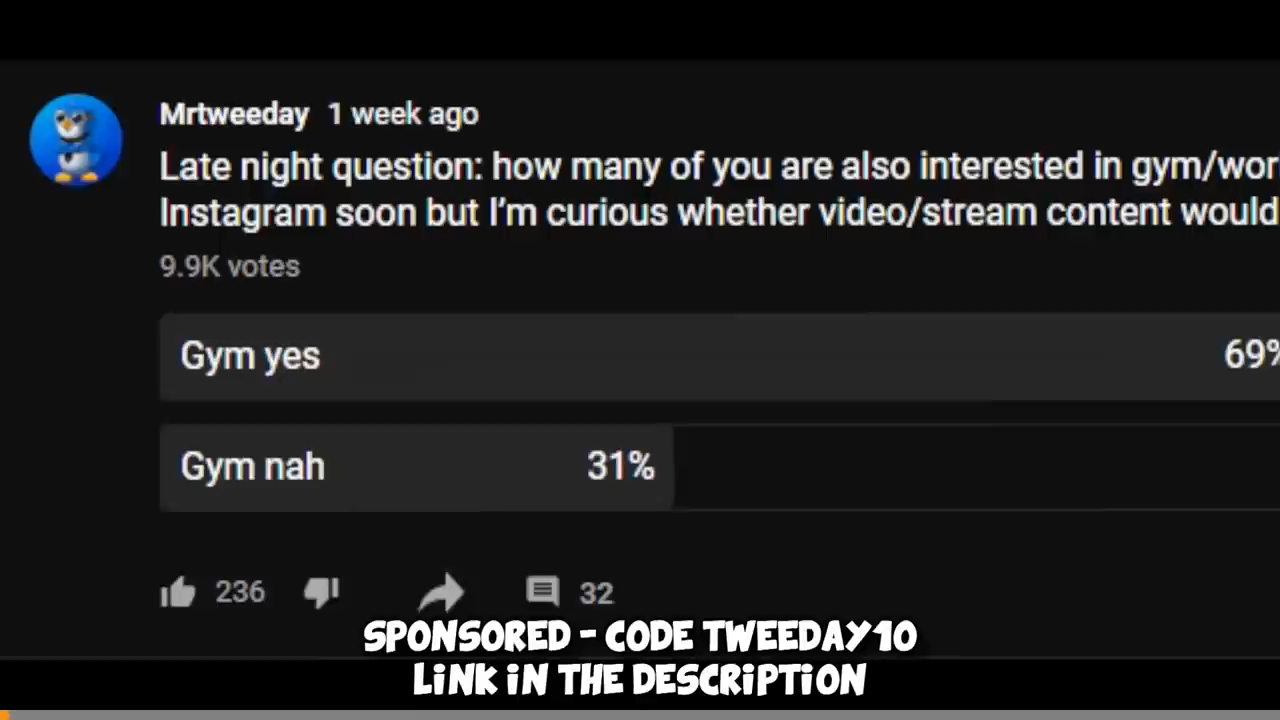 Mrtweeday 1 week ago
Late night question: how many of you are also interested in gym/wor
Instagram soon but I'm curious whether video/stream content would
9.9K votes
Gym yes 69%
Gym nah 31%
236 32
SPONSORED - CODE TWEEDAY10
LINK IN THE DESCRIPTION